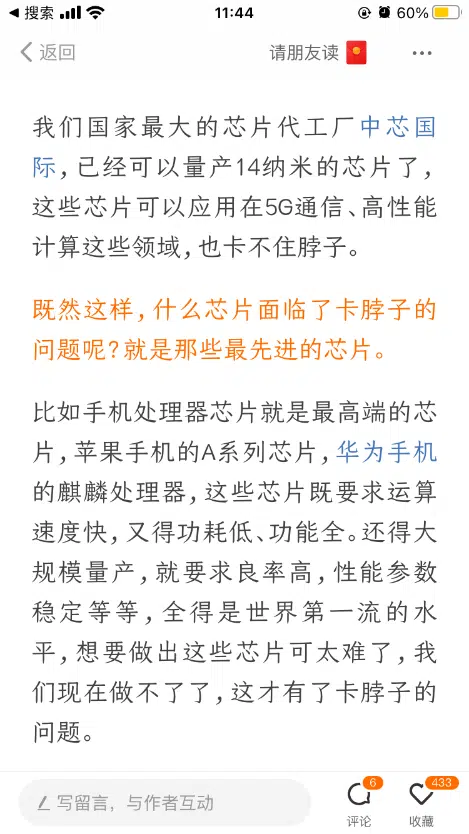 搜索
11:44
60%
返回
请朋友读
我们国家最大的芯片代工厂中芯国
际,已经可以量产14纳米的芯片了,
这些芯片可以应用在5G通信、高性能
计算这些领域,也卡不住脖子。
既然这样,什么芯片面临了卡脖子的
问题呢?就是那些最先进的芯片。
比如手机处理器芯片就是最高端的芯
片,苹果手机的A系列芯片,华为手机
的麒麟处理器,这些芯片既要求运算
速度快,又得功耗低、功能全。还得大
规模量产,就要求良率高,性能参数
稳定等等,全得是世界第一流的水
平,想要做出这些芯片可太难了,我
们现在做不了了,这才有了卡脖子的
问题。
写留言,与作者互动
6
评论
433
收藏